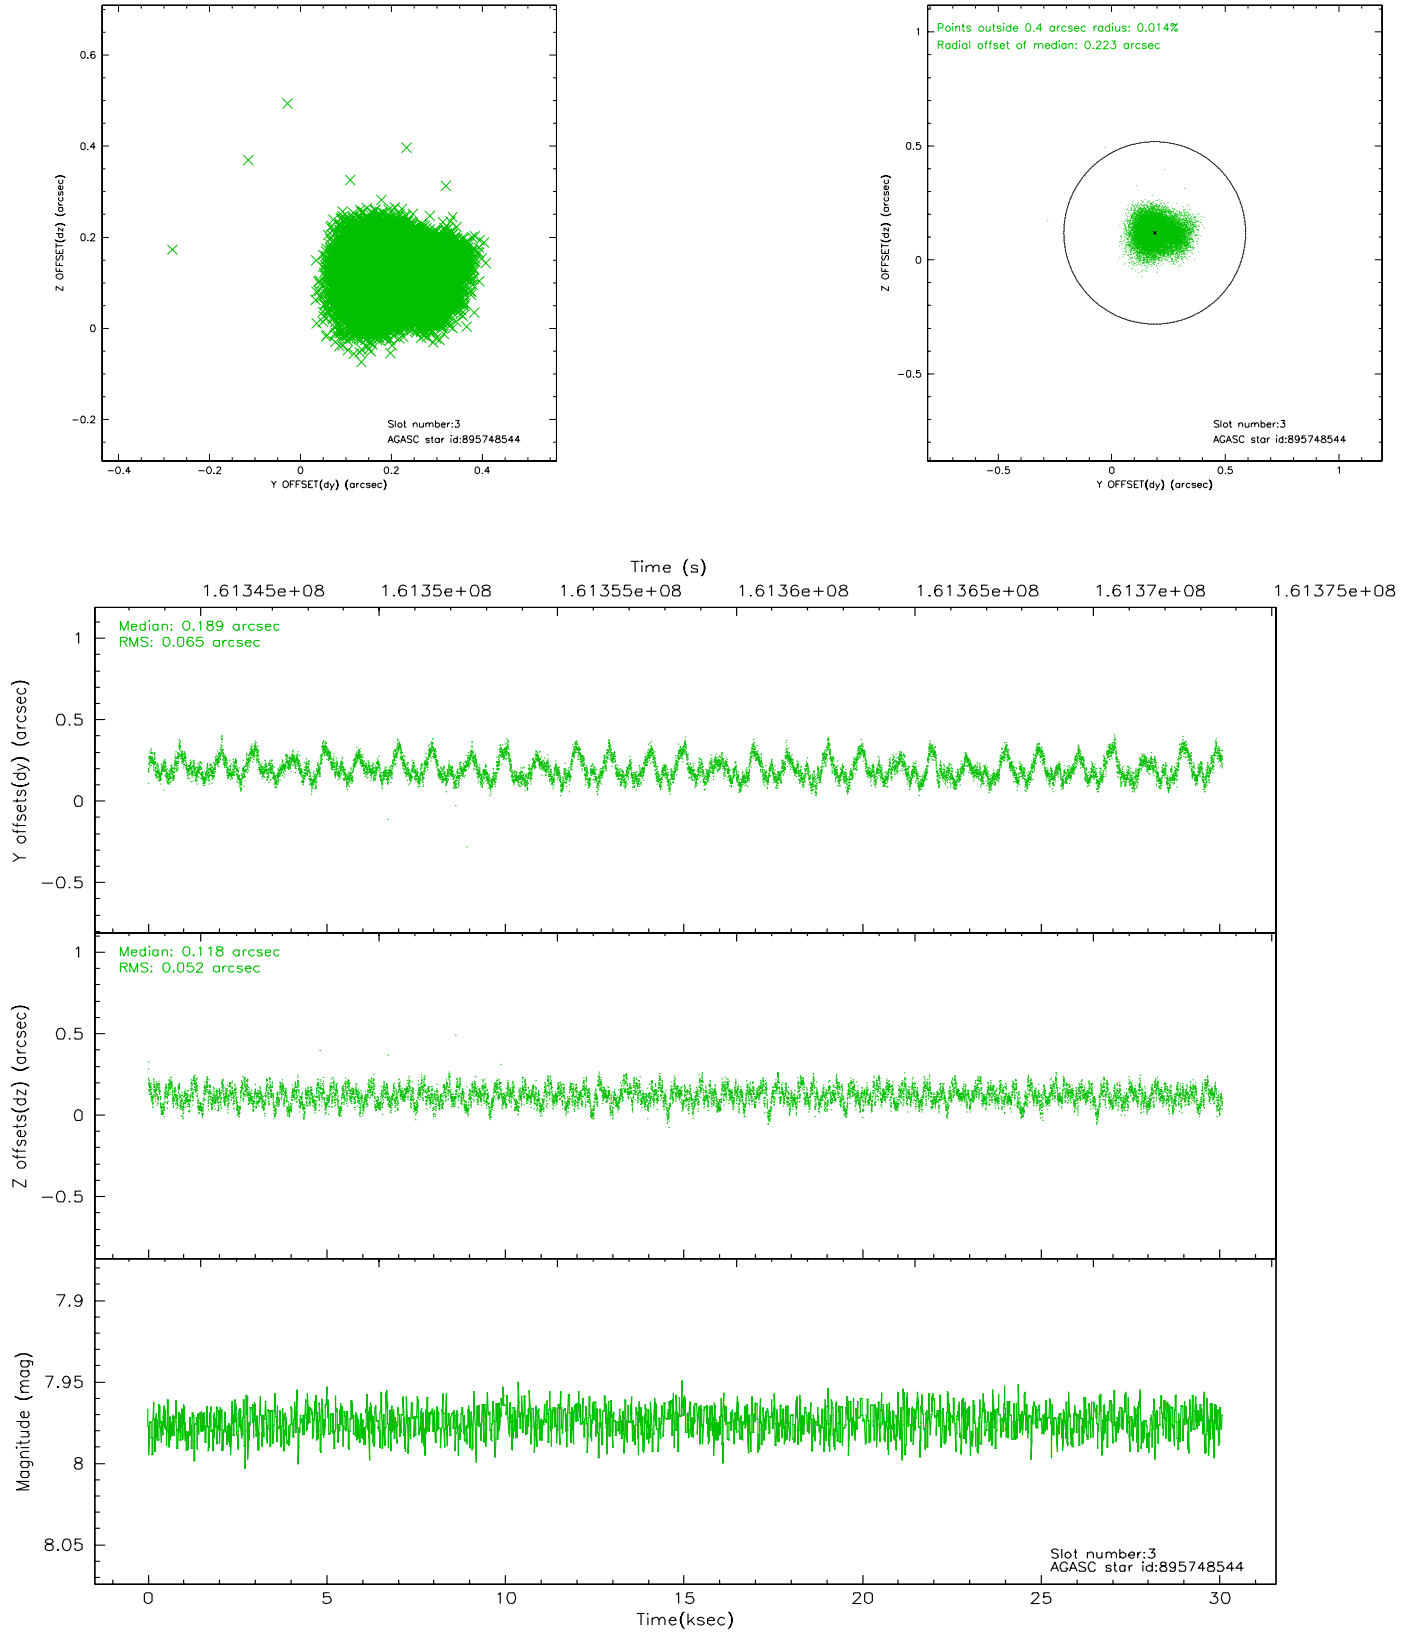 0.6
0.4
0.2
0
−0.2
Z OFFSET(dz) (arcsec)
Slot number:3
AGASC star id:895748544
−0.4 −0.2 0 0.2 0.4
Y OFFSET(dy) (arcsec)
Points outside 0.4 arcsec radius: 0.014%
Radial offset of median: 0.223 arcsec
1
0.5
0
−0.5
Z OFFSET(dz) (arcsec)
Slot number:3
AGASC star id:895748544
−0.5 0 0.5 1
Y OFFSET(dy) (arcsec)
Time (s)
1.61345e+08 1.6135e+08 1.61355e+08 1.6136e+08 1.61365e+08 1.6137e+08 1.61375e+08
Median: 0.189 arcsec
RMS: 0.065 arcsec
1
0.5
0
−0.5
Y offsets(dy) (arcsec)
Median: 0.118 arcsec
RMS: 0.052 arcsec
1
0.5
0
−0.5
Z offsets(dz) (arcsec)
7.9
7.95
8
8.05
Magnitude (mag)
Slot number:3
AGASC star id:895748544
0 5 10 15 20 25 30
Time(ksec)